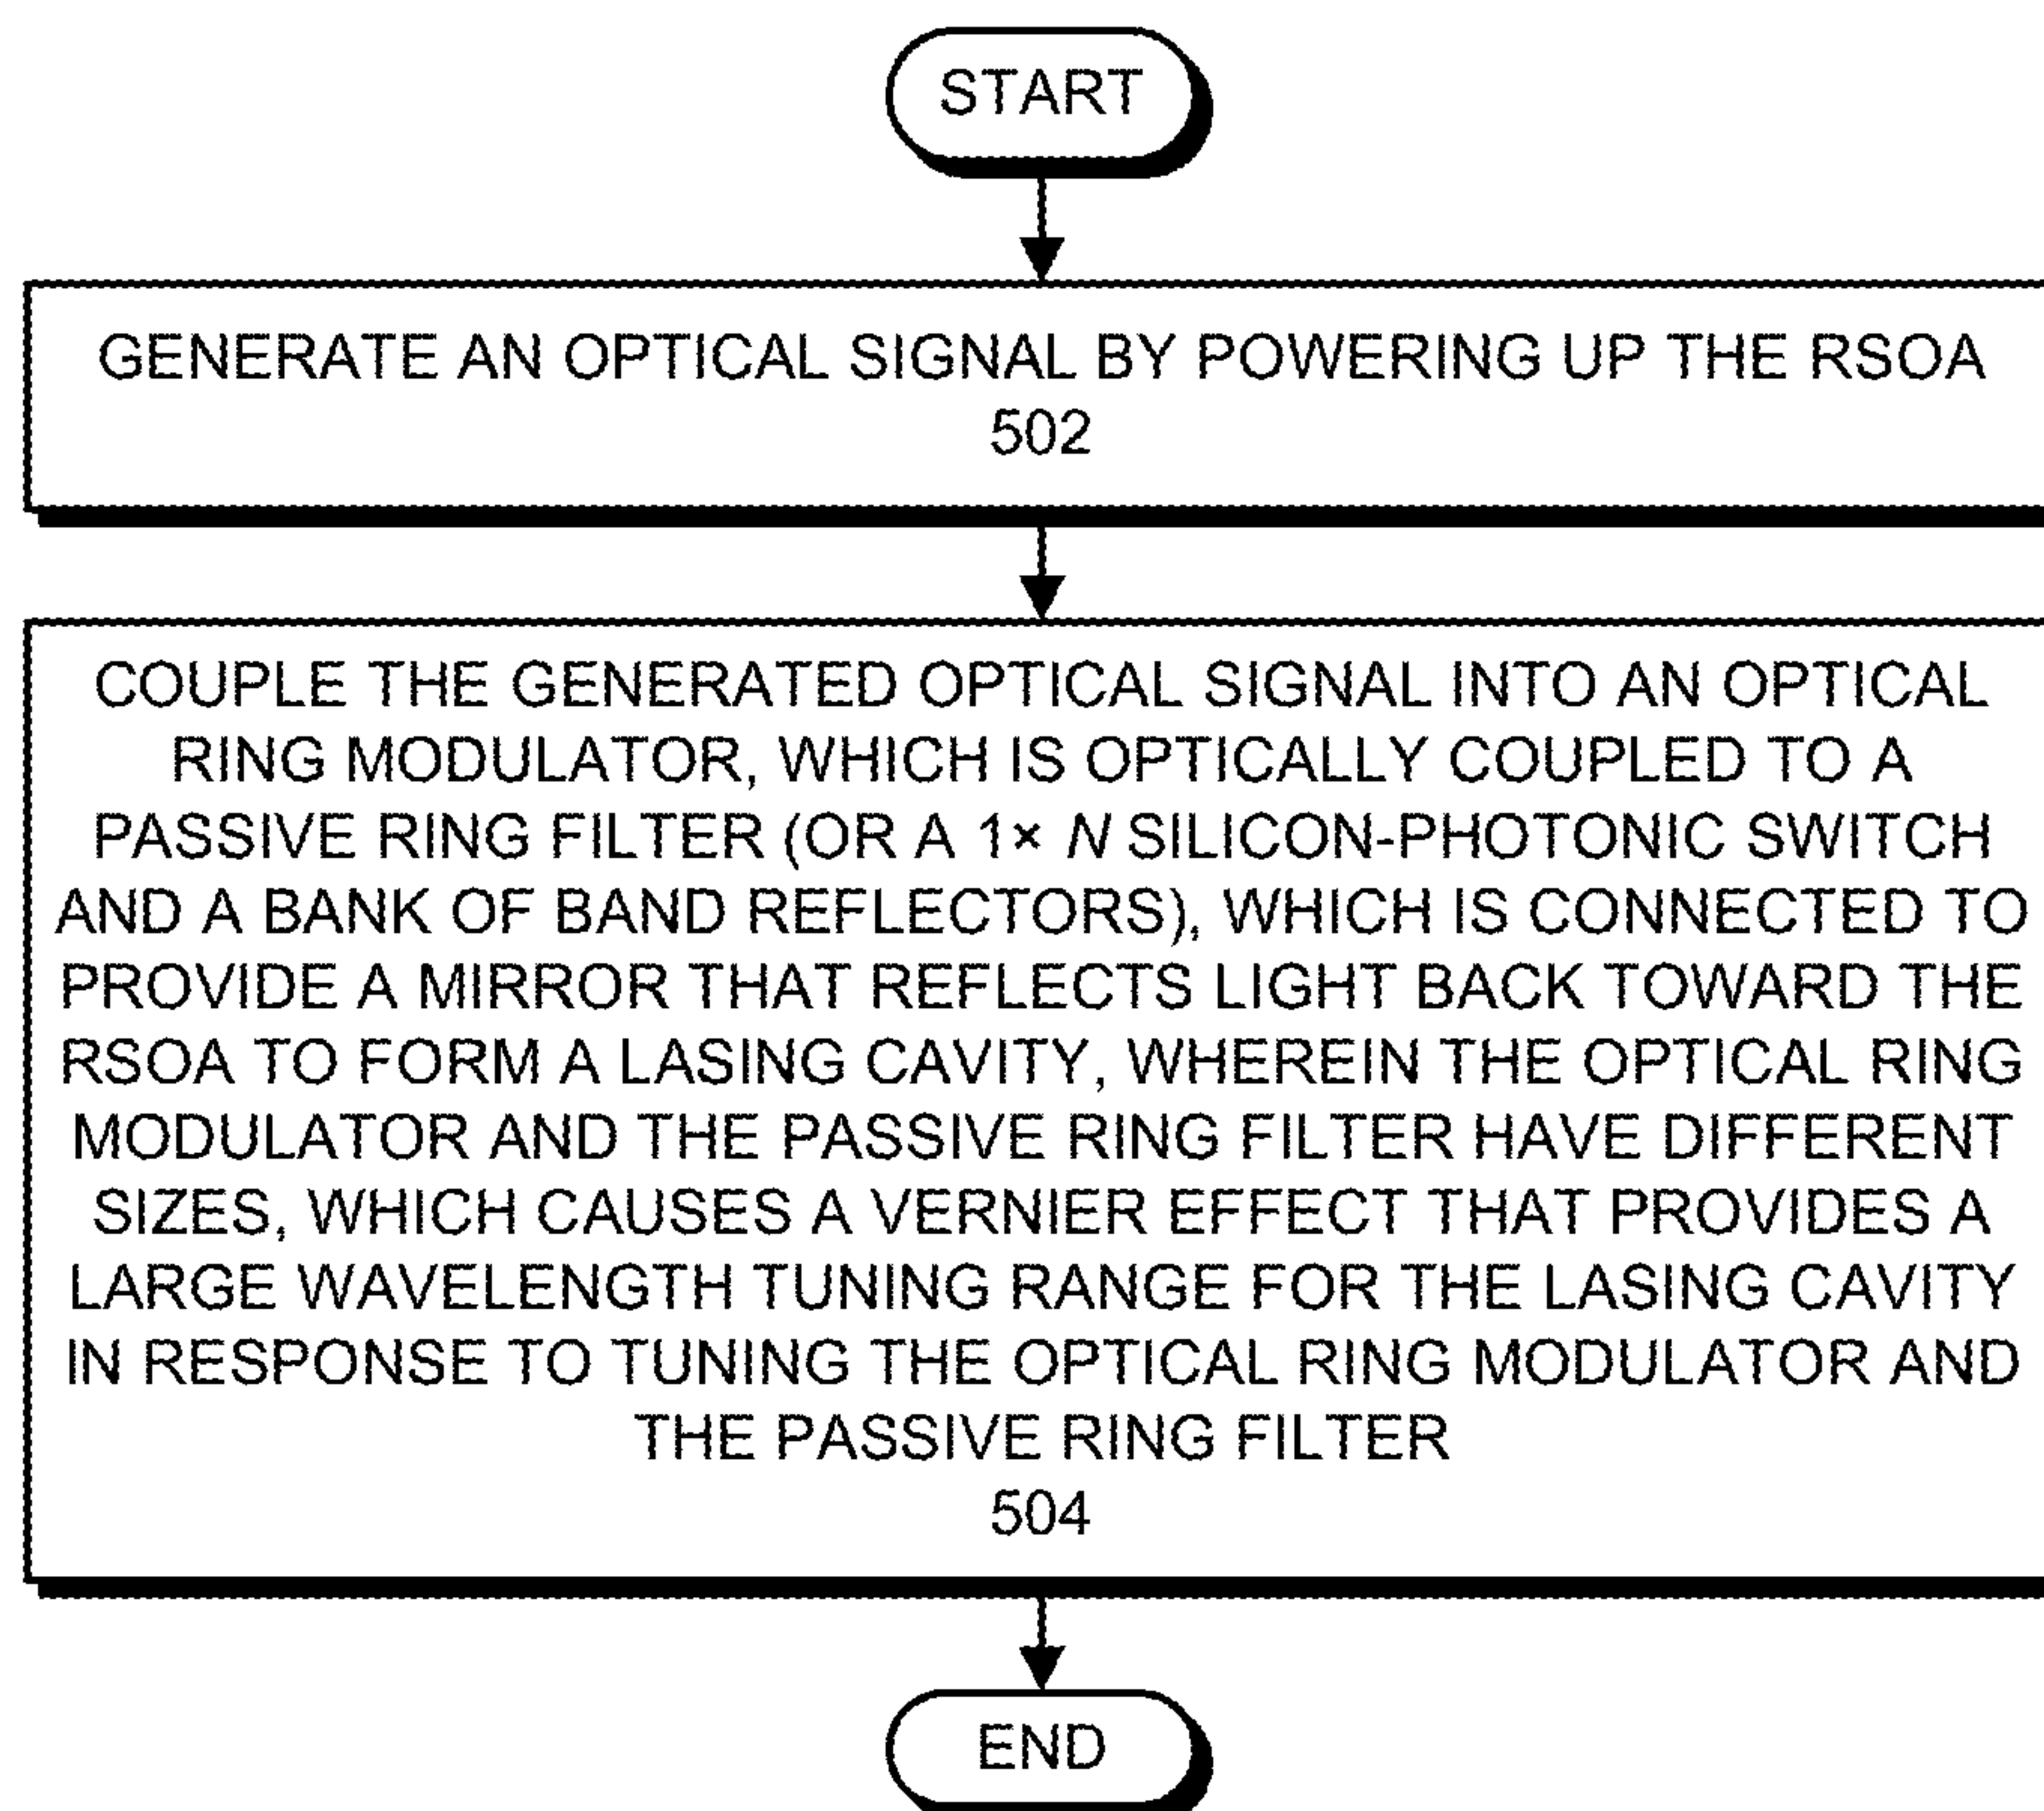 START
GENERATE AN OPTICAL SIGNAL BY POWERING UP THE RSOA
502
COUPLE THE GENERATED OPTICAL SIGNAL INTO AN OPTICAL
RING MODULATOR, WHICH IS OPTICALLY COUPLED TO A
PASSIVE RING FILTER (OR A 1× N SILICON-PHOTONIC SWITCH
AND A BANK OF BAND REFLECTORS), WHICH IS CONNECTED TO
PROVIDE A MIRROR THAT REFLECTS LIGHT BACK TOWARD THE
RSOA TO FORM A LASING CAVITY, WHEREIN THE OPTICAL RING
MODULATOR AND THE PASSIVE RING FILTER HAVE DIFFERENT
SIZES, WHICH CAUSES A VERNIER EFFECT THAT PROVIDES A
LARGE WAVELENGTH TUNING RANGE FOR THE LASING CAVITY
IN RESPONSE TO TUNING THE OPTICAL RING MODULATOR AND
THE PASSIVE RING FILTER
504
END